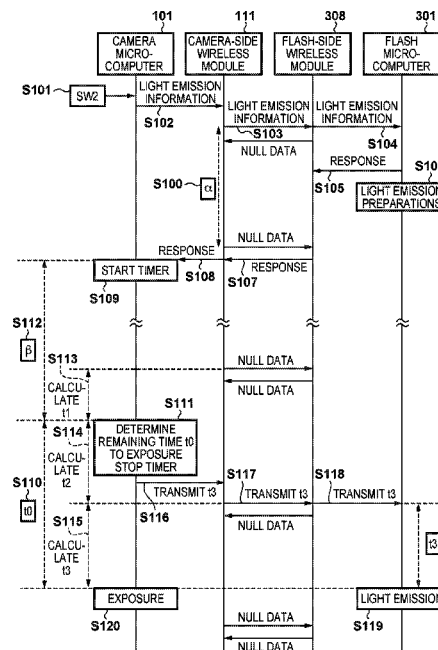 101
111
308
301
CAMERA
MICRO-
COMPUTER
CAMERA-SIDE
WIRELESS
MODULE
FLASH-SIDE
WIRELESS
MODULE
FLASH MICRO-
COMPUTER
S101
SW2
LIGHT EMISSION
INFORMATION
S102
LIGHT EMISSION
INFORMATION
S103
LIGHT EMISSION
INFORMATION
S104
NULL DATA
RESPONSE
S105
S10
S100
α
LIGHT EMISSION
PREPARATIONS
NULL DATA
RESPONSE
S108
RESPONSE
S107
START TIMER
S109
S112
β
S113
CALCU-
LATE
t1
NULL DATA
NULL DATA
S111
S114
CALCU-
LATE
t2
DETERMINE
REMAINING TIME t0
TO EXPOSURE
STOP TIMER
S110
t0
S117
S118
TRANSMIT t3
TRANSMIT t3
TRANSMIT t3
S116
NULL DATA
S115
CALCU-
LATE
t3
t3
EXPOSURE
S120
LIGHT EMISSION
S119
NULL DATA
NULL DATA